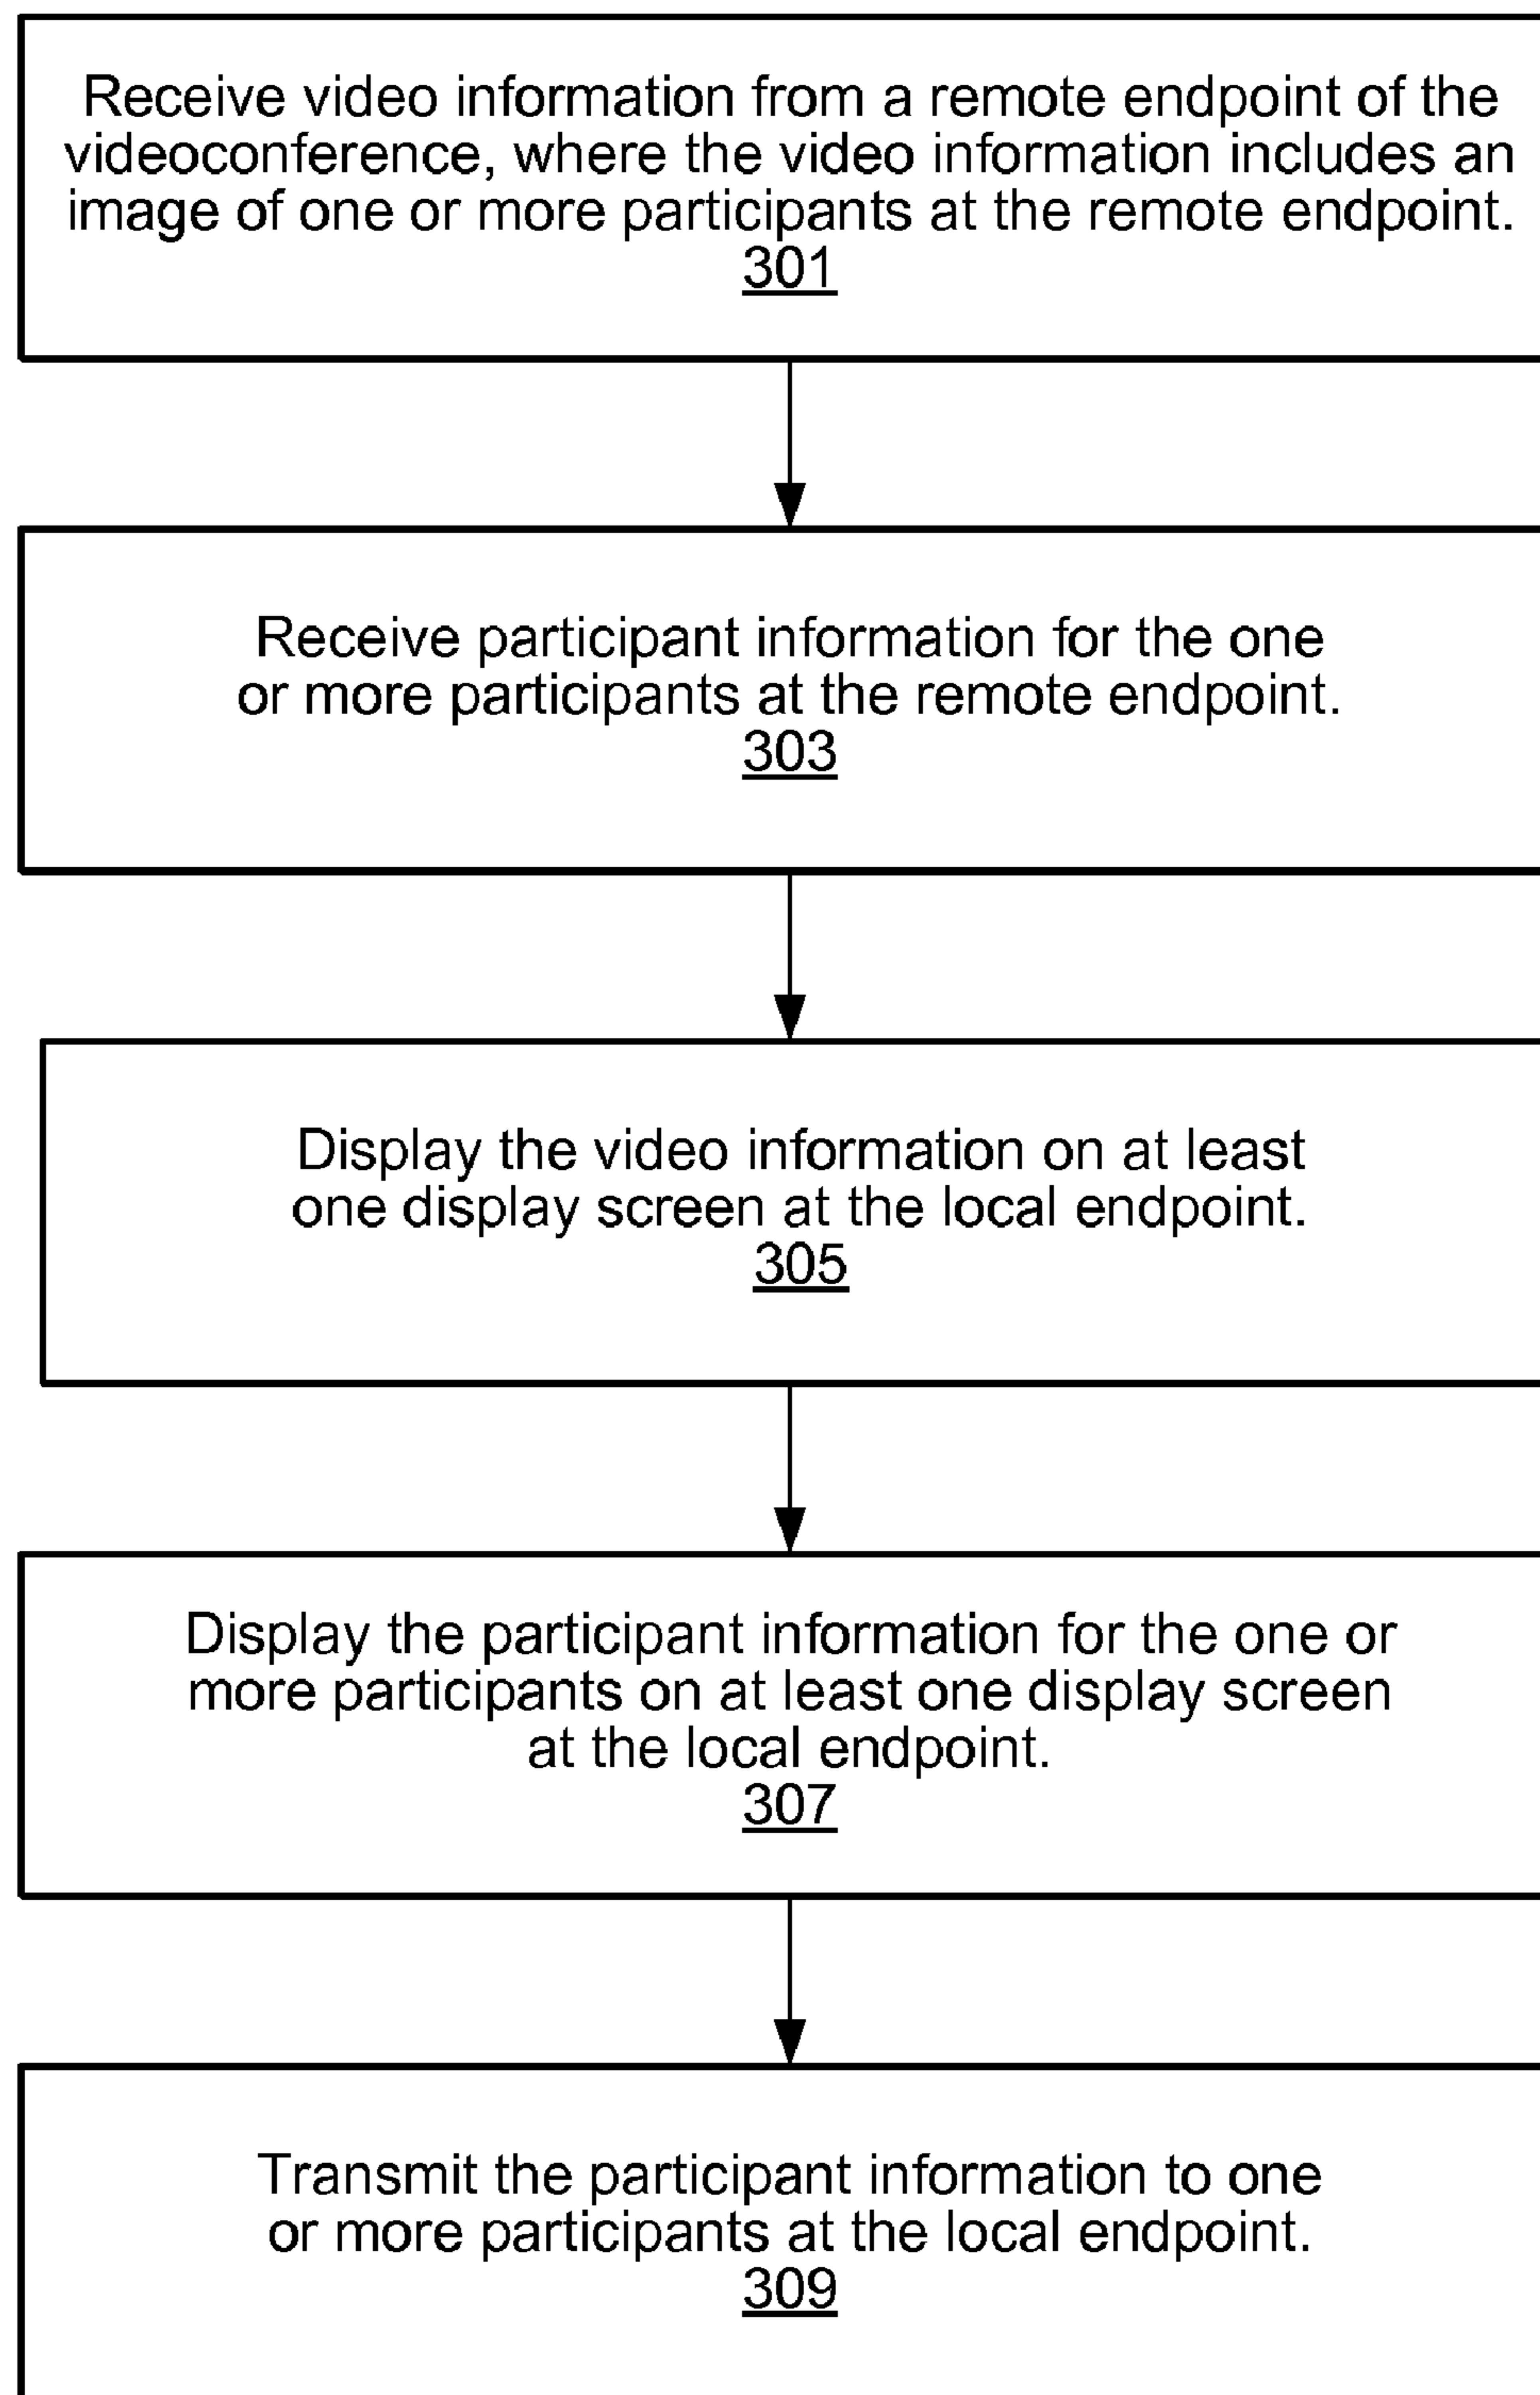 Receive video information from a remote endpoint of the
videoconference, where the video information includes an
image of one or more participants at the remote endpoint.
301
Receive participant information for the one
or more participants at the remote endpoint.
303
Display the video information on at least
one display screen at the local endpoint.
305
Display the participant information for the one or
more participants on at least one display screen
at the local endpoint.
307
Transmit the participant information to one
or more participants at the local endpoint.
309